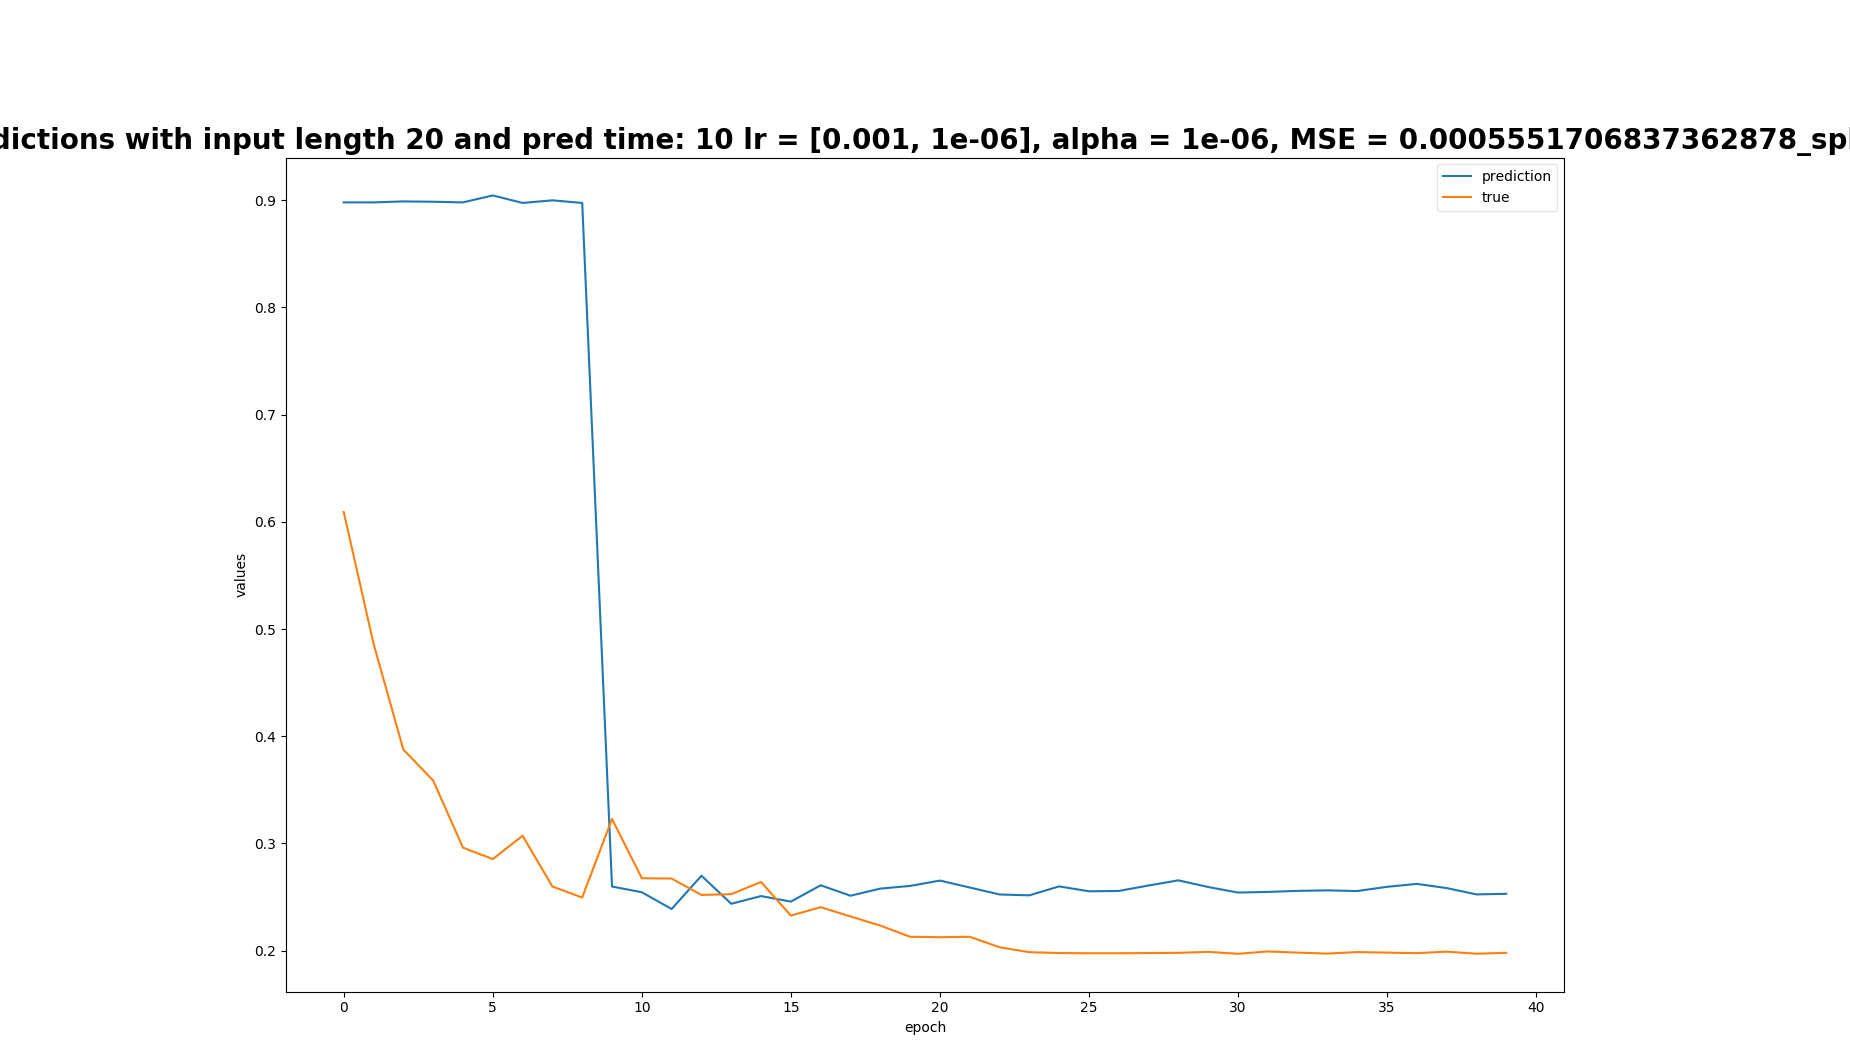 dictions with input length 20 and pred time: 10 lr = [0.001, 1e-06], alpha = 1e-06, MSE = 0.0005551706837362878_spl
prediction
true
0.9
0.8
0.7
0.6
0.5
0.4
0.3
0.2
values
0 5 10 15 20 25 30 35 40
epoch